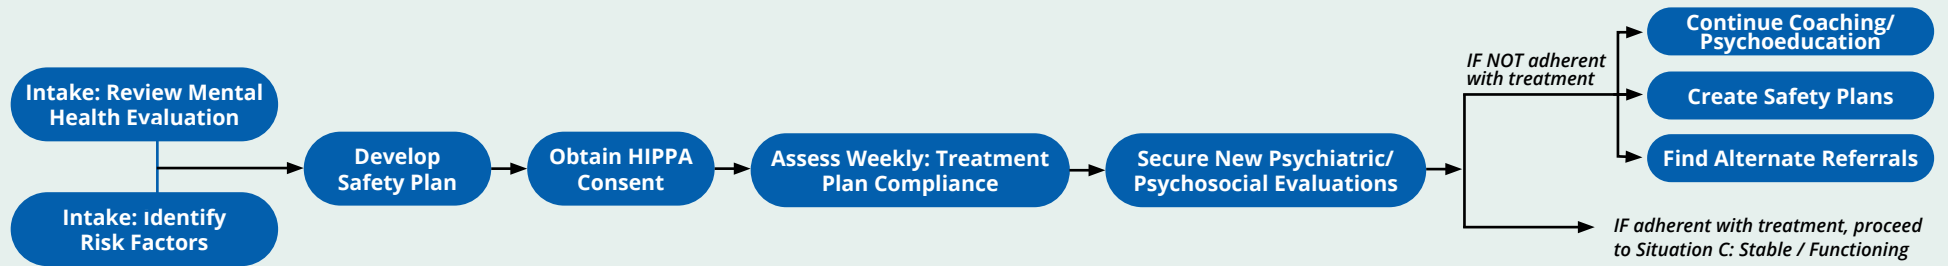 Intake: Review Mental
Health Evaluation
Intake: Identify
Risk Factors
Develop
Safety Plan
Obtain HIPPA
Consent
Assess Weekly: Treatment
Plan Compliance
Secure New Psychiatric/
Psychosocial Evaluations
IF NOT adherent
with treatment
Continue Coaching/
Psychoeducation
Create Safety Plans
Find Alternate Referrals
IF adherent with treatment, proceed
to Situation C: Stable / Functioning